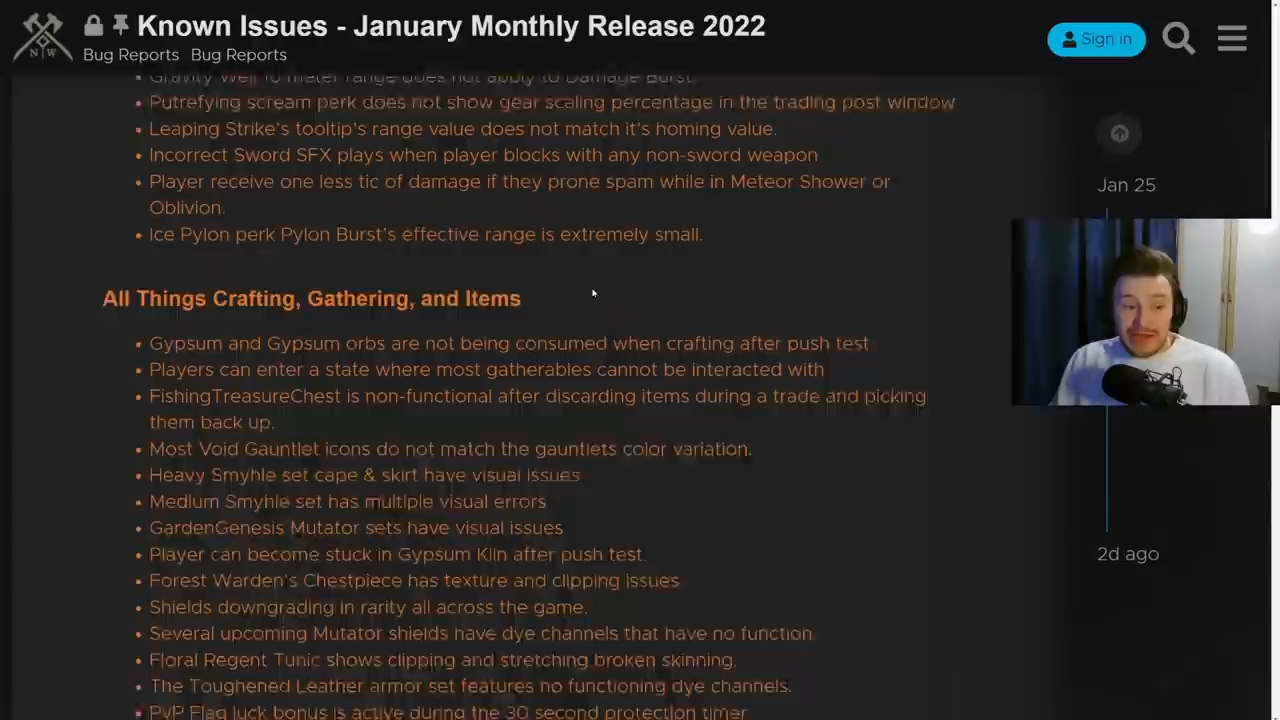 Known Issues - January Monthly Release 2022
Bug Reports Bug Reports
Sign in
N W
Gravity Well 10 meter range does not apply to Damage Burst.
• Putrefying scream perk does not show gear scaling percentage in the trading post window
• Leaping Strike's tooltip's range value does not match it's homing value.
• Incorrect Sword SFX plays when player blocks with any non-sword weapon
• Player receive one less tic of damage if they prone spam while in Meteor Shower or
Oblivion.
• Ice Pylon perk Pylon Burst's effective range is extremely small.
All Things Crafting, Gathering, and Items
• Gypsum and Gypsum orbs are not being consumed when crafting after push test
• Players can enter a state where most gatherables cannot be interacted with
• FishingTreasureChest is non-functional after discarding items during a trade and picking
them back up.
• Most Void Gauntlet icons do not match the gauntlets color variation.
• Heavy Smyhle set cape & skirt have visual issues
• Medium Smyhle set has multiple visual errors
• GardenGenesis Mutator sets have visual issues
• Player can become stuck in Gypsum Kiln after push test.
• Forest Warden's Chestpiece has texture and clipping issues
• Shields downgrading in rarity all across the game.
• Several upcoming Mutator shields have dye channels that have no function.
• Floral Regent Tunic shows clipping and stretching broken skinning.
• The Toughened Leather armor set features no functioning dye channels.
• PvP Flag luck bonus is active during the 30 second protection timer
Jan 25
2d ago